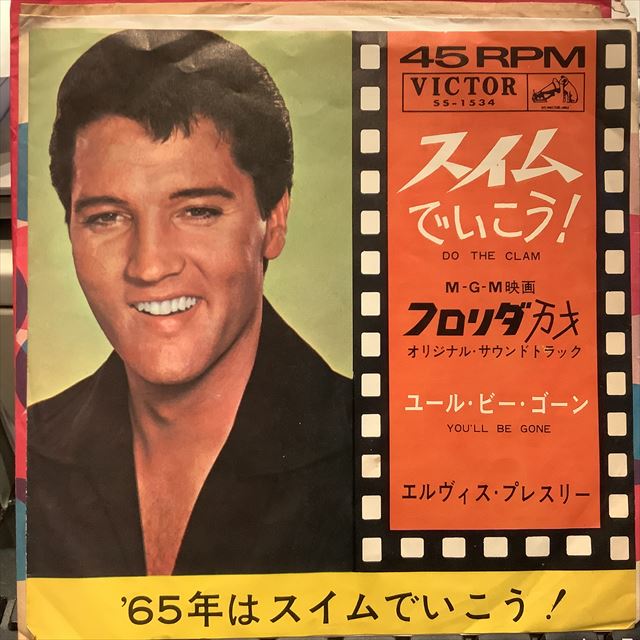 45 RPM
VICTOR
SS-1534
スイム
でいこう!
DO THE CLAM
M-G-M映画
フロリダ万才
オリジナル・サウンドトラック
ユール・ビー・ゴーン
YOU'LL BE GONE
エルヴィス・プレスリー
'65年はスイムでいこう!